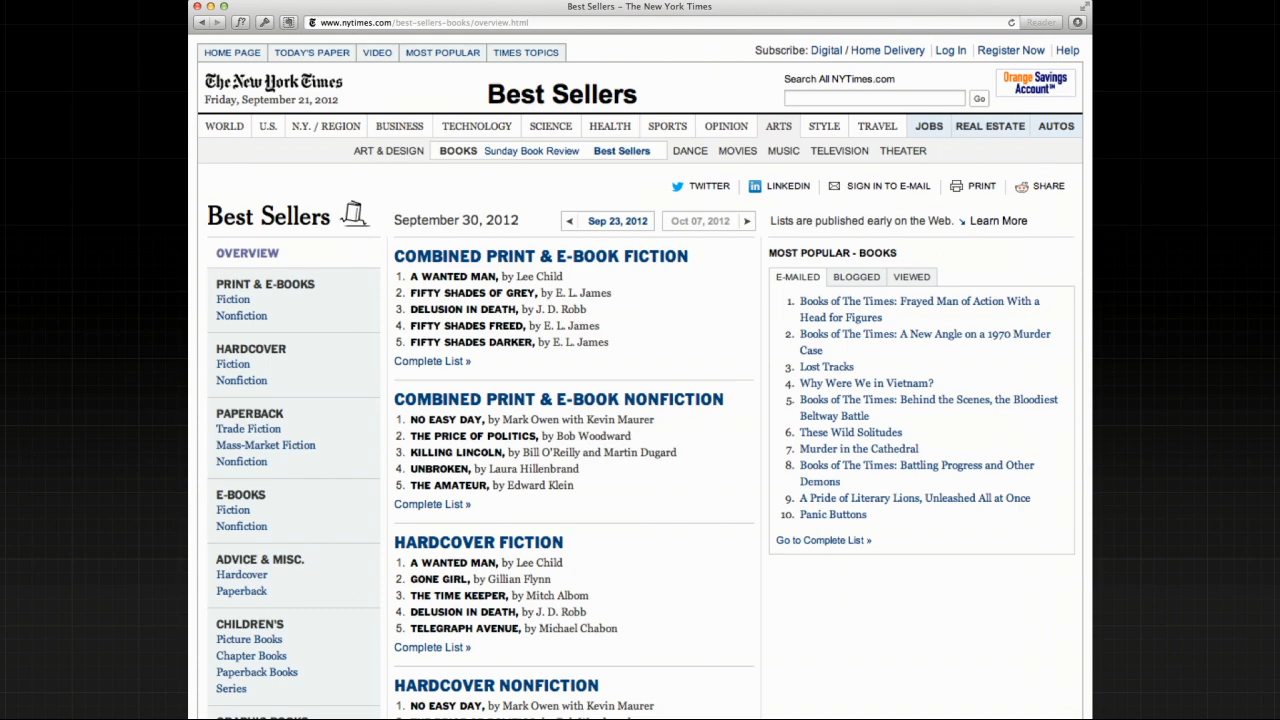 Best Sellers – The New York Times
www.nytimes.com/best-sellers-books/overview.html
Reader
HOME PAGE TODAY'S PAPER VIDEO MOST POPULAR TIMES TOPICS
Subscribe: Digital / Home Delivery Log In Register Now Help
The New York Times
Friday, September 21, 2012
Best Sellers
Search All NYTimes.com
Go
Orange Savings
Account℠
WORLD U.S. N.Y. / REGION BUSINESS TECHNOLOGY SCIENCE HEALTH SPORTS OPINION ARTS STYLE TRAVEL JOBS REAL ESTATE AUTOS
ART & DESIGN BOOKS Sunday Book Review Best Sellers DANCE MOVIES MUSIC TELEVISION THEATER
TWITTER LINKEDIN SIGN IN TO E-MAIL PRINT SHARE
Best Sellers
OVERVIEW
PRINT & E-BOOKS
Fiction
Nonfiction
HARDCOVER
Fiction
Nonfiction
PAPERBACK
Trade Fiction
Mass-Market Fiction
Nonfiction
E-BOOKS
Fiction
Nonfiction
ADVICE & MISC.
Hardcover
Paperback
CHILDREN'S
Picture Books
Chapter Books
Paperback Books
Series
September 30, 2012
Sep 23, 2012
Oct 07, 2012
COMBINED PRINT & E-BOOK FICTION
1. A WANTED MAN, by Lee Child
2. FIFTY SHADES OF GREY, by E. L. James
3. DELUSION IN DEATH, by J. D. Robb
4. FIFTY SHADES FREED, by E. L. James
5. FIFTY SHADES DARKER, by E. L. James
Complete List »
COMBINED PRINT & E-BOOK NONFICTION
1. NO EASY DAY, by Mark Owen with Kevin Maurer
2. THE PRICE OF POLITICS, by Bob Woodward
3. KILLING LINCOLN, by Bill O'Reilly and Martin Dugard
4. UNBROKEN, by Laura Hillenbrand
5. THE AMATEUR, by Edward Klein
Complete List »
HARDCOVER FICTION
1. A WANTED MAN, by Lee Child
2. GONE GIRL, by Gillian Flynn
3. THE TIME KEEPER, by Mitch Albom
4. DELUSION IN DEATH, by J. D. Robb
5. TELEGRAPH AVENUE, by Michael Chabon
Complete List »
HARDCOVER NONFICTION
1. NO EASY DAY, by Mark Owen with Kevin Maurer
Lists are published early on the Web. Learn More
MOST POPULAR - BOOKS
E-MAILED BLOGGED VIEWED
1. Books of The Times: Frayed Man of Action With a
Head for Figures
2. Books of The Times: A New Angle on a 1970 Murder
Case
3. Lost Tracks
4. Why Were We in Vietnam?
5. Books of The Times: Behind the Scenes, the Bloodiest
Beltway Battle
6. These Wild Solitudes
7. Murder in the Cathedral
8. Books of The Times: Battling Progress and Other
Demons
9. A Pride of Literary Lions, Unleashed All at Once
10. Panic Buttons
Go to Complete List »